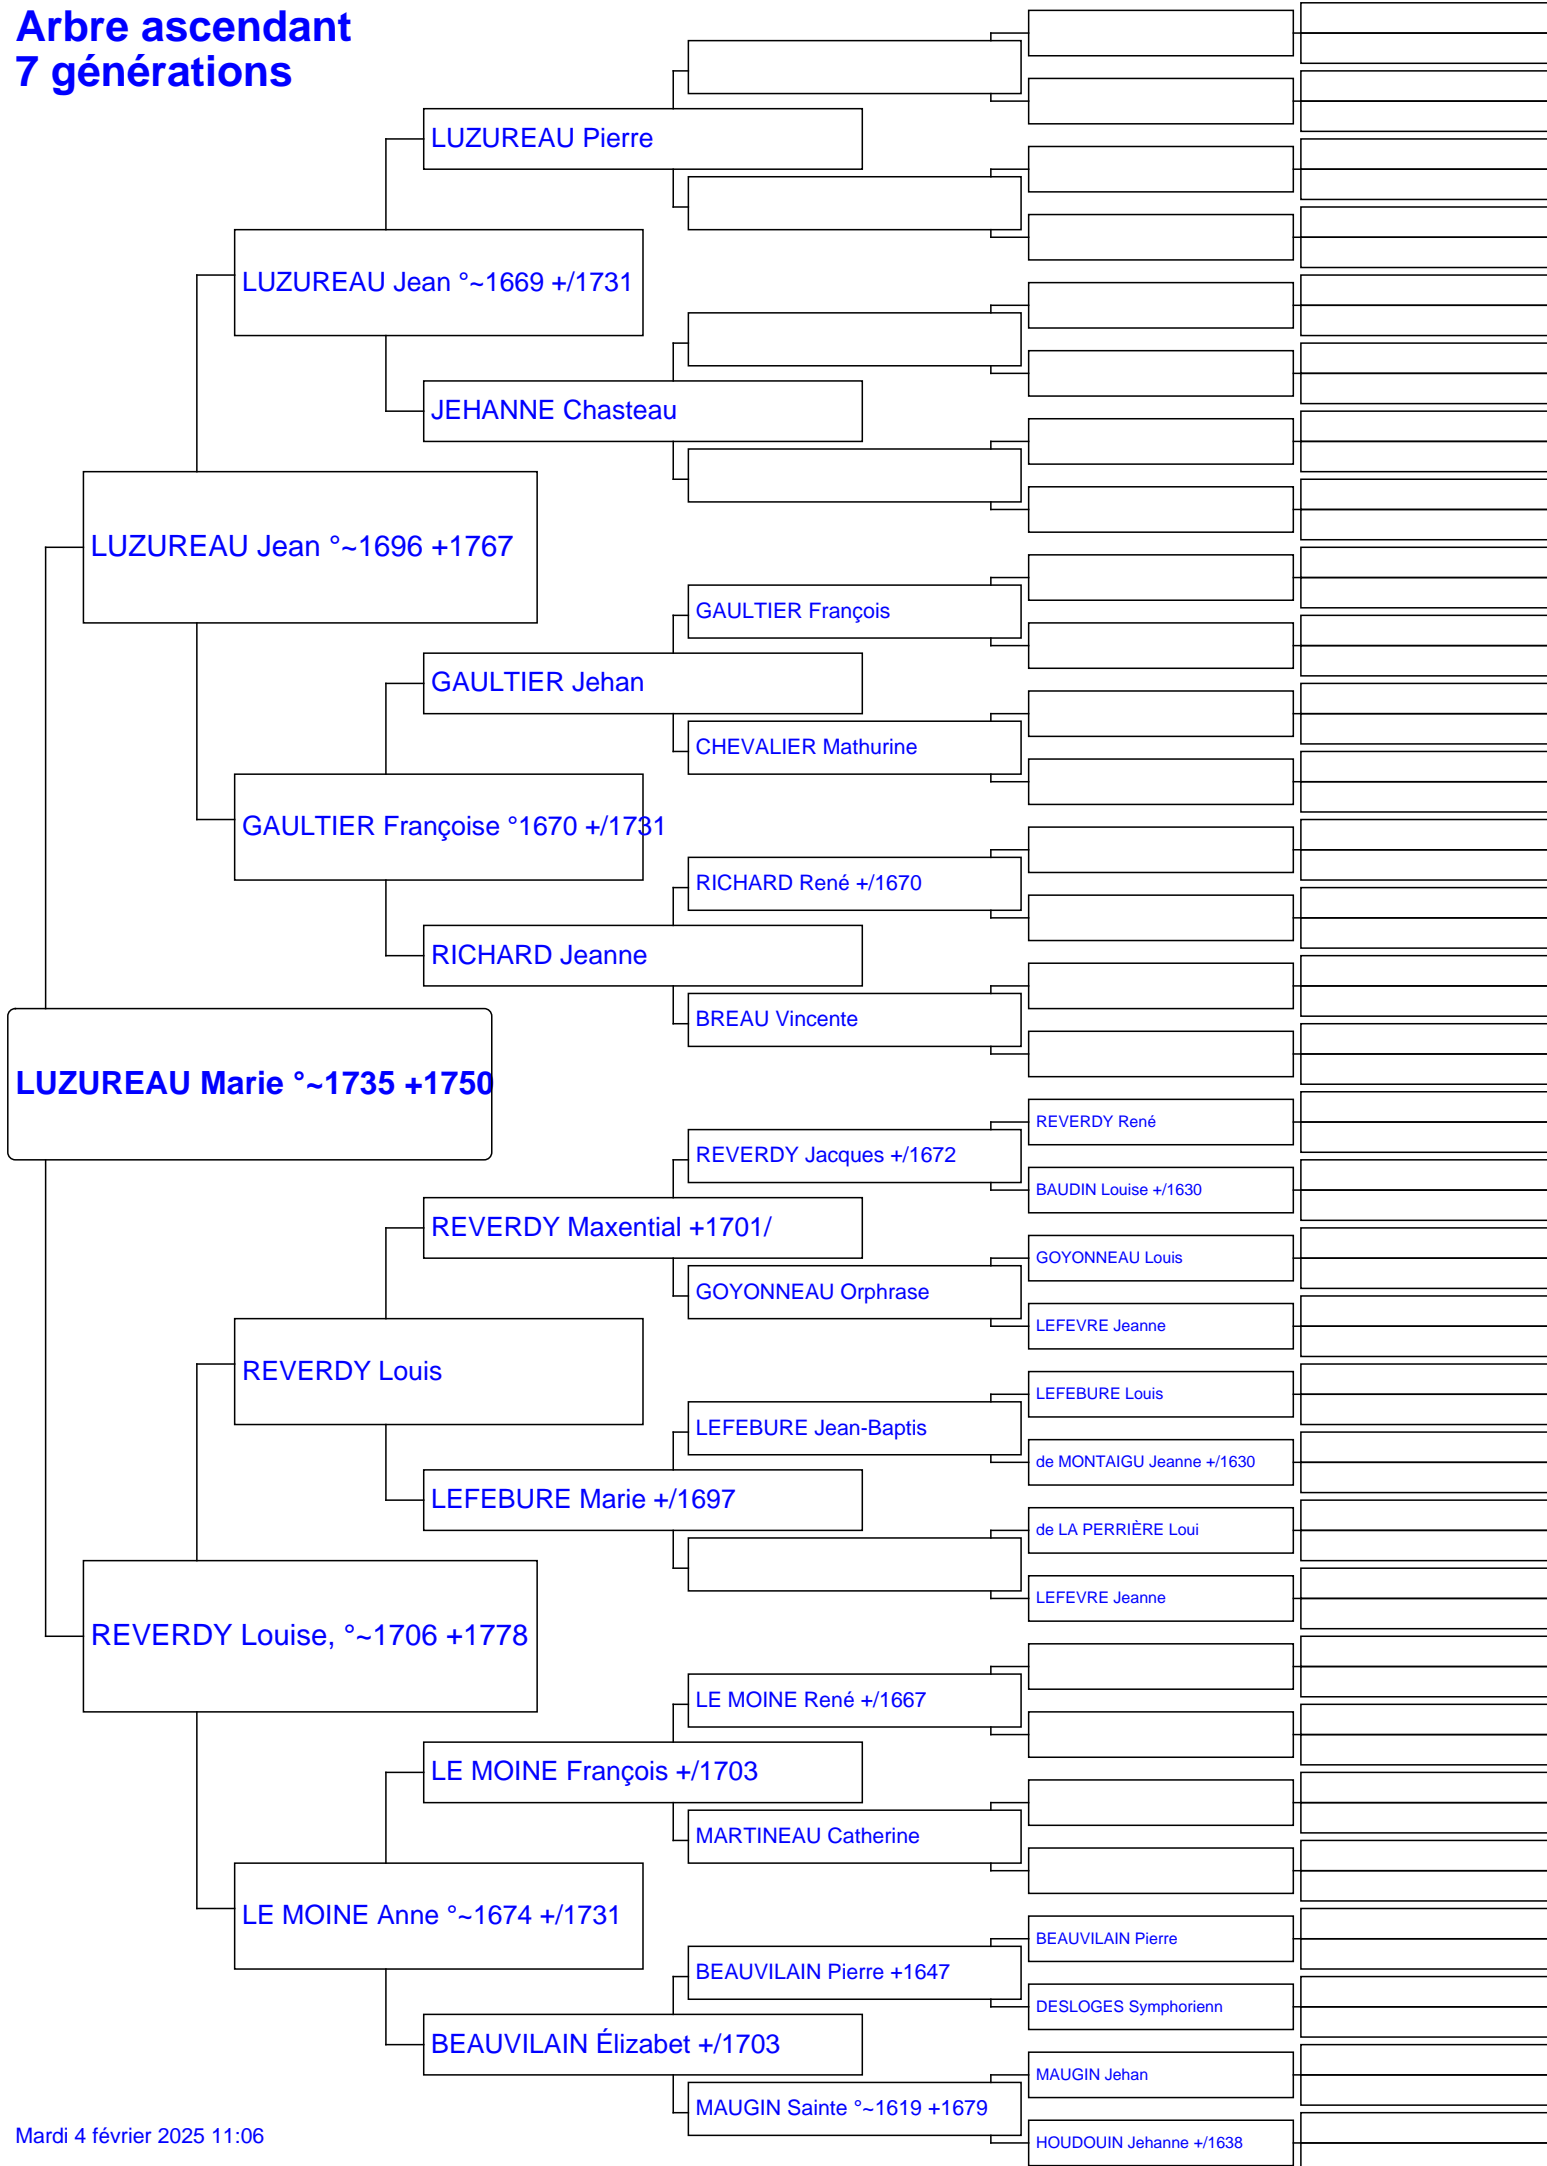 Arbre ascendant
7 générations
LUZUREAU Pierre
LUZUREAU Jean °~1669 +/1731
JEHANNE Chasteau
LUZUREAU Jean °~1696 +1767
GAULTIER François
GAULTIER Jehan
CHEVALIER Mathurine
GAULTIER Françoise °1670 +/1731
RICHARD René +/1670
RICHARD Jeanne
BREAU Vincente
LUZUREAU Marie °~1735 +1750
REVERDY René
REVERDY Jacques +/1672
BAUDIN Louise +/1630
REVERDY Maxential +1701/
GOYONNEAU Louis
GOYONNEAU Orphrase
LEFEVRE Jeanne
REVERDY Louis
LEFEBURE Louis
LEFEBURE Jean-Baptis
de MONTAIGU Jeanne +/1630
LEFEBURE Marie +/1697
de LA PERRIÈRE Loui
LEFEVRE Jeanne
REVERDY Louise, °~1706 +1778
LE MOINE René +/1667
LE MOINE François +/1703
MARTINEAU Catherine
LE MOINE Anne °~1674 +/1731
BEAUVILAIN Pierre
BEAUVILAIN Pierre +1647
DESLOGES Symphorienn
BEAUVILAIN Élizabet +/1703
MAUGIN Jehan
MAUGIN Sainte °~1619 +1679
HOUDOUIN Jehanne +/1638
Mardi 4 février 2025 11:06